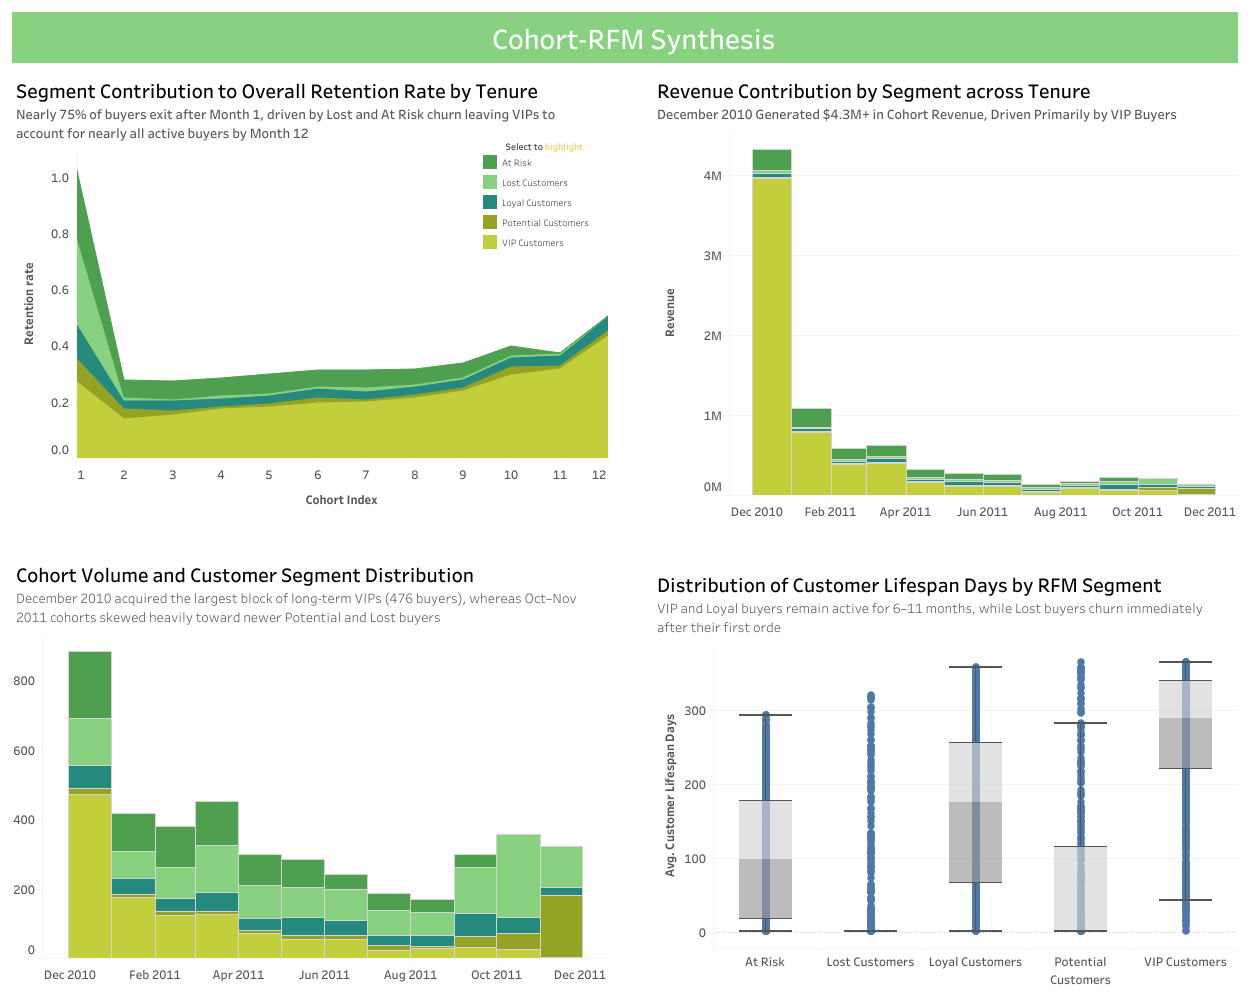 Cohort-RFM Synthesis
Segment Contribution to Overall Retention Rate by Tenure
Nearly 75% of buyers exit after Month 1, driven by Lost and At Risk churn leaving VIPs to
account for nearly all active buyers by Month 12
Select to highlight
At Risk
Lost Customers
Loyal Customers
Potential Customers
VIP Customers
1.0
0.8
0.6
0.4
0.2
0.0
Retention rate
1 2 3 4 5 6 7 8 9 10 11 12
Cohort Index
Revenue Contribution by Segment across Tenure
December 2010 Generated $4.3M+ in Cohort Revenue, Driven Primarily by VIP Buyers
4M
3M
2M
1M
0M
Revenue
Dec 2010 Feb 2011 Apr 2011 Jun 2011 Aug 2011 Oct 2011 Dec 2011
Cohort Volume and Customer Segment Distribution
December 2010 acquired the largest block of long-term VIPs (476 buyers), whereas Oct–Nov
2011 cohorts skewed heavily toward newer Potential and Lost buyers
800
600
400
200
0
Dec 2010 Feb 2011 Apr 2011 Jun 2011 Aug 2011 Oct 2011 Dec 2011
Distribution of Customer Lifespan Days by RFM Segment
VIP and Loyal buyers remain active for 6–11 months, while Lost buyers churn immediately
after their first orde
300
200
100
0
Avg. Customer Lifespan Days
At Risk Lost Customers Loyal Customers Potential VIP Customers
Customers